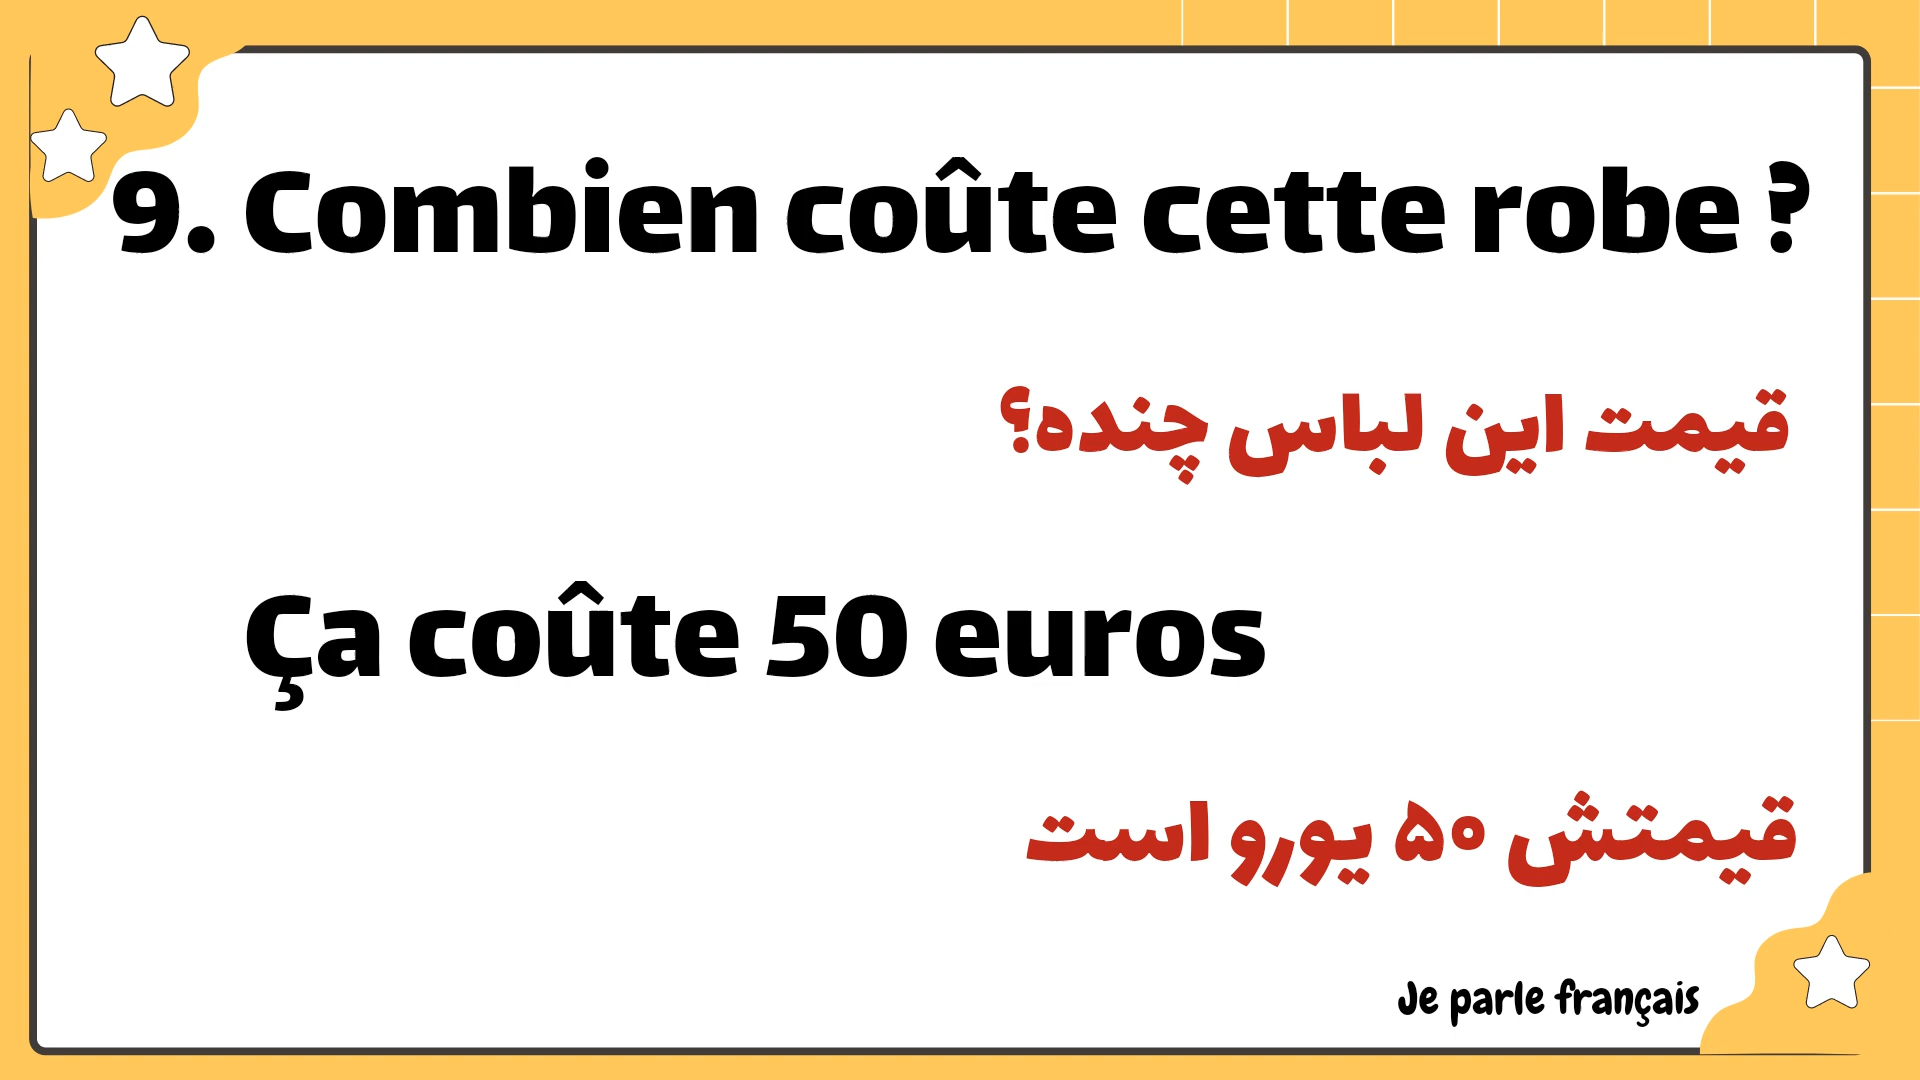 9. Combien coûte cette robe ?
قیمت این لباس چنده؟
Ça coûte 50 euros
قیمتش ۵۰ یورو است
Je parle français